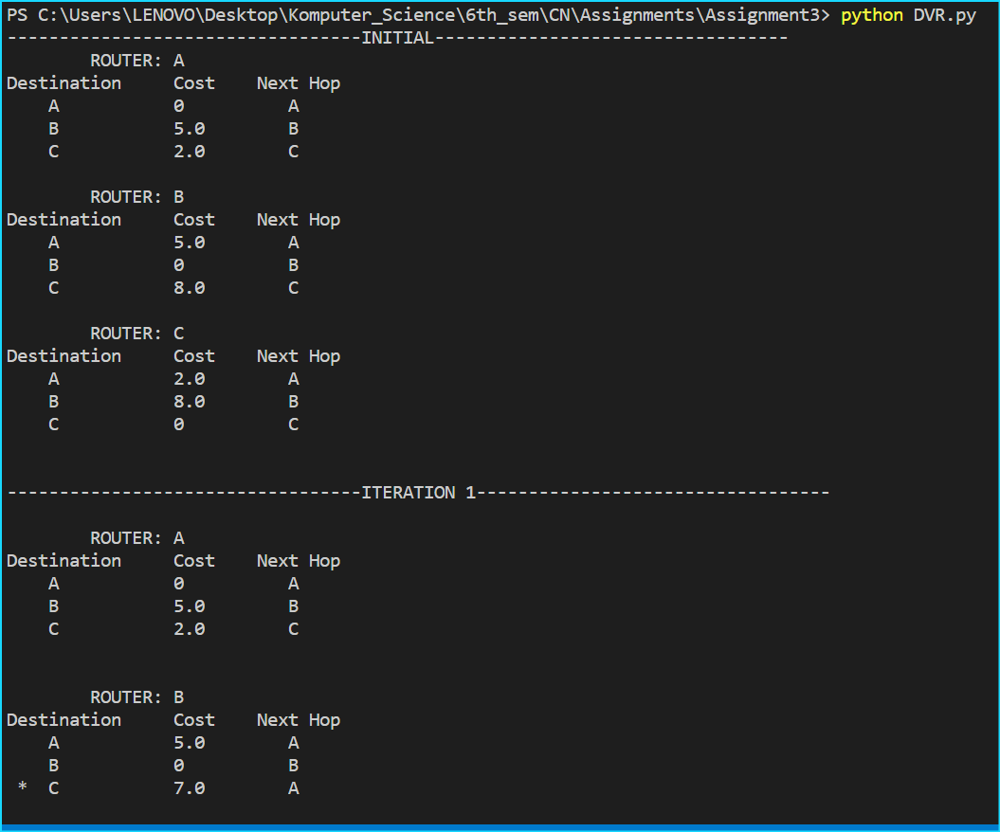 PS C:\Users\LENOVO\Desktop\Komputer_Science\6th_sem\CN\Assignments\Assignment3> python DVR.py
----------------------------------INITIAL----------------------------------
ROUTER: A
Destination Cost Next Hop
A 0 A
B 5.0 B
C 2.0 C
ROUTER: B
Destination Cost Next Hop
A 5.0 A
B 0 B
C 8.0 C
ROUTER: C
Destination Cost Next Hop
A 2.0 A
B 8.0 B
C 0 C
----------------------------------ITERATION 1----------------------------------
ROUTER: A
Destination Cost Next Hop
A 0 A
B 5.0 B
C 2.0 C
ROUTER: B
Destination Cost Next Hop
A 5.0 A
B 0 B
* C 7.0 A